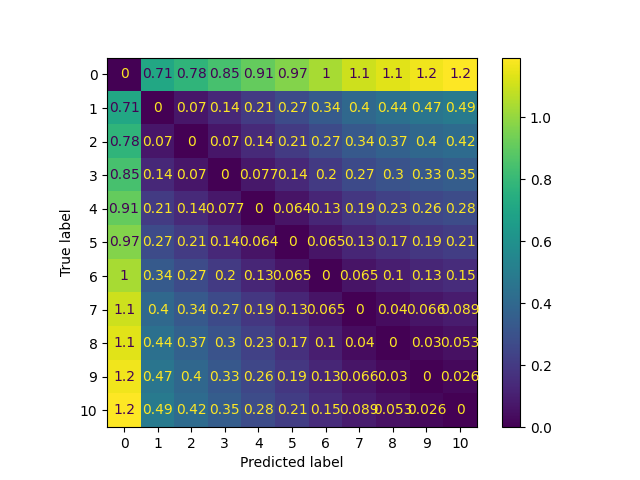 0 0 0.71 0.78 0.85 0.91 0.97 1 1.1 1.1 1.2 1.2
1 0.71 0 0.07 0.14 0.21 0.27 0.34 0.4 0.44 0.47 0.49
2 0.78 0.07 0 0.07 0.14 0.21 0.27 0.34 0.37 0.4 0.42
3 0.85 0.14 0.07 0 0.077 0.14 0.2 0.27 0.3 0.33 0.35
4 0.91 0.21 0.14 0.077 0 0.064 0.13 0.19 0.23 0.26 0.28
5 0.97 0.27 0.21 0.14 0.064 0 0.065 0.13 0.17 0.19 0.21
6 1 0.34 0.27 0.2 0.13 0.065 0 0.065 0.1 0.13 0.15
7 1.1 0.4 0.34 0.27 0.19 0.13 0.065 0 0.04 0.066 0.089
8 1.1 0.44 0.37 0.3 0.23 0.17 0.1 0.04 0 0.03 0.053
9 1.2 0.47 0.4 0.33 0.26 0.19 0.13 0.066 0.03 0 0.026
10 1.2 0.49 0.42 0.35 0.28 0.21 0.15 0.089 0.053 0.026 0
0 1 2 3 4 5 6 7 8 9 10
Predicted label
True label
1.0
0.8
0.6
0.4
0.2
0.0